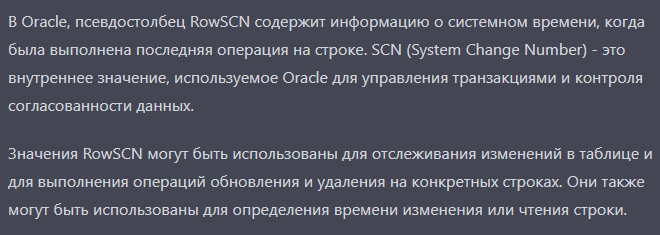 В Oracle, псевдостолбец RowSCN содержит информацию о системном времени, когда
была выполнена последняя операция на строке. SCN (System Change Number) - это
внутреннее значение, используемое Oracle для управления транзакциями и контроля
согласованности данных.
Значения RowSCN могут быть использованы для отслеживания изменений в таблице и
для выполнения операций обновления и удаления на конкретных строках. Они также
могут быть использованы для определения времени изменения или чтения строки.